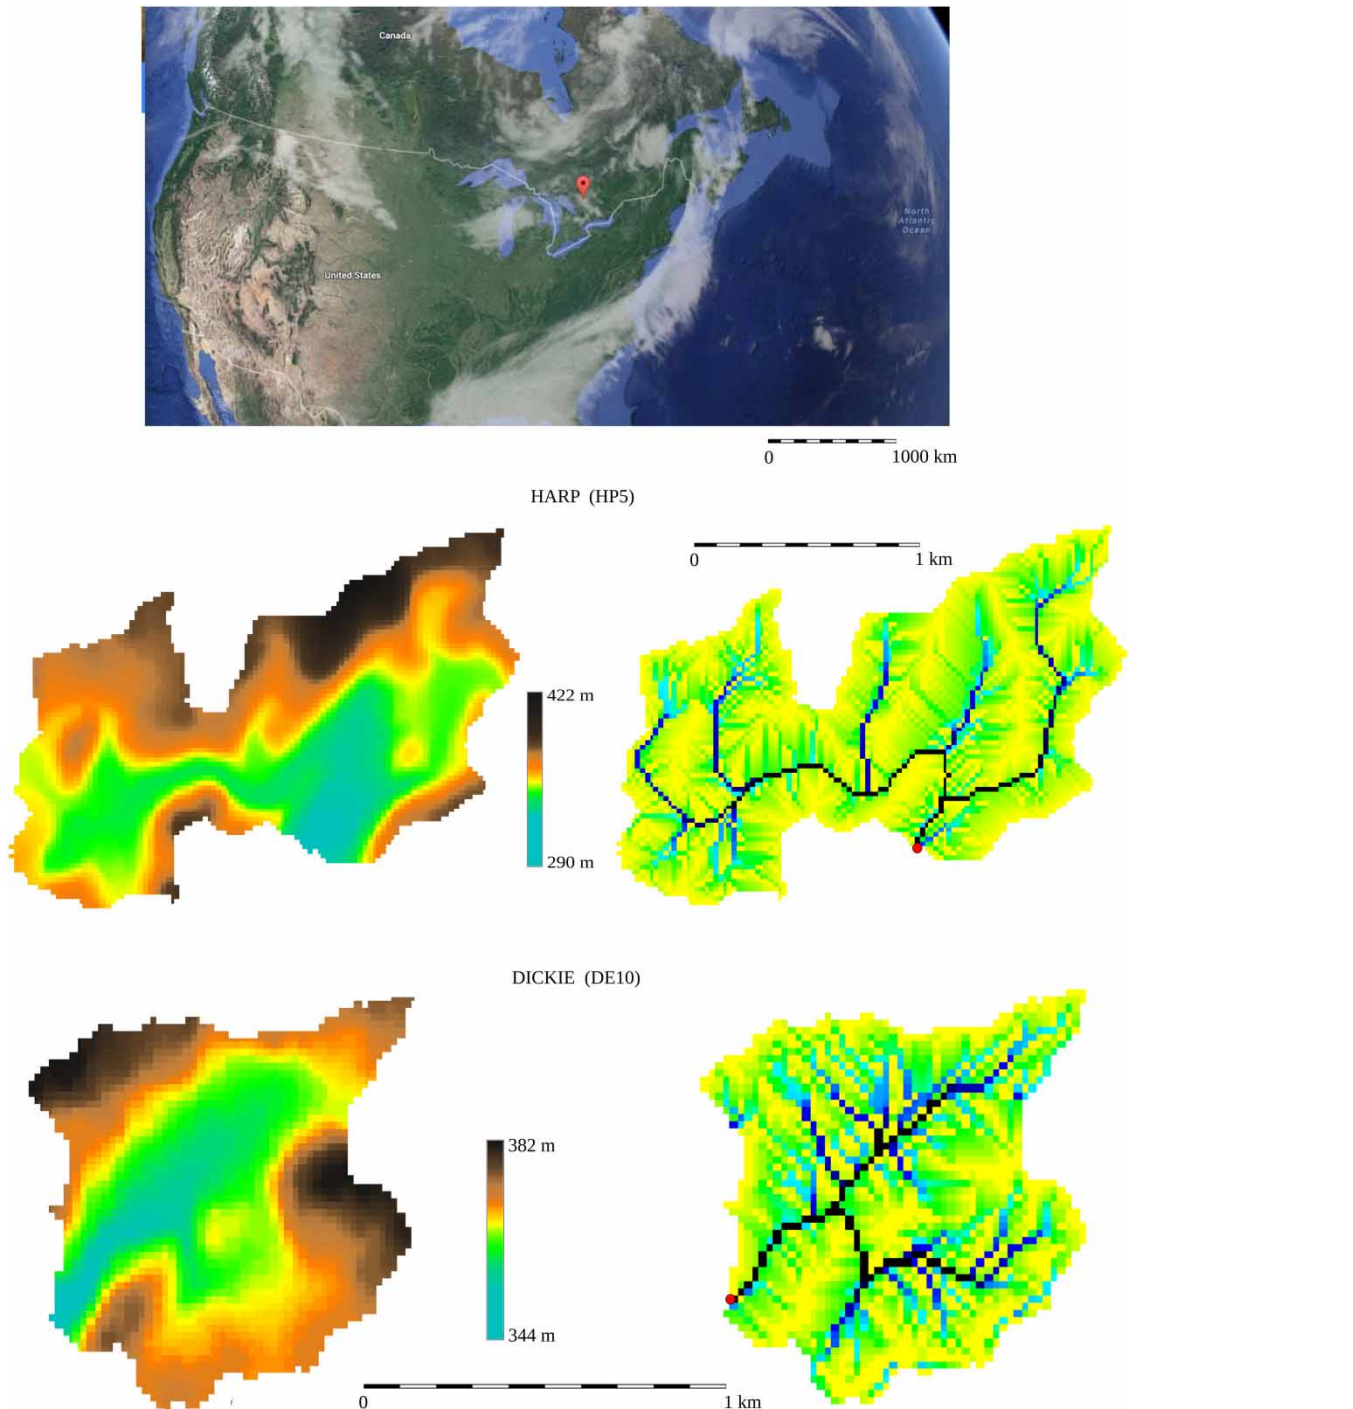 Canada
North
Atlantic
Ocean
United States
0 1000 km
HARP (HP5)
0 1 km
422 m
290 m
DICKIE (DE10)
382 m
344 m
0 1 km